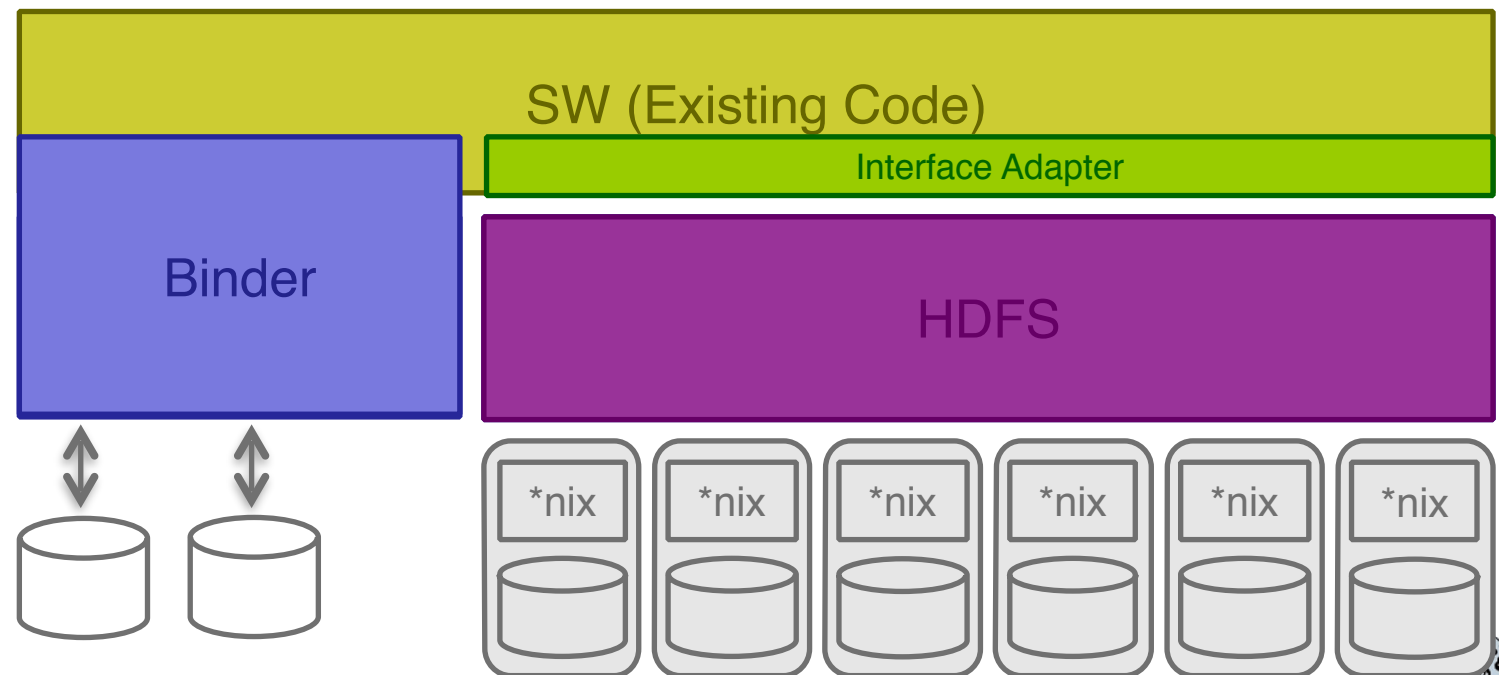 SW (Existing Code)
Interface Adapter
Binder
HDFS
*nix
*nix
*nix
*nix
*nix
*nix